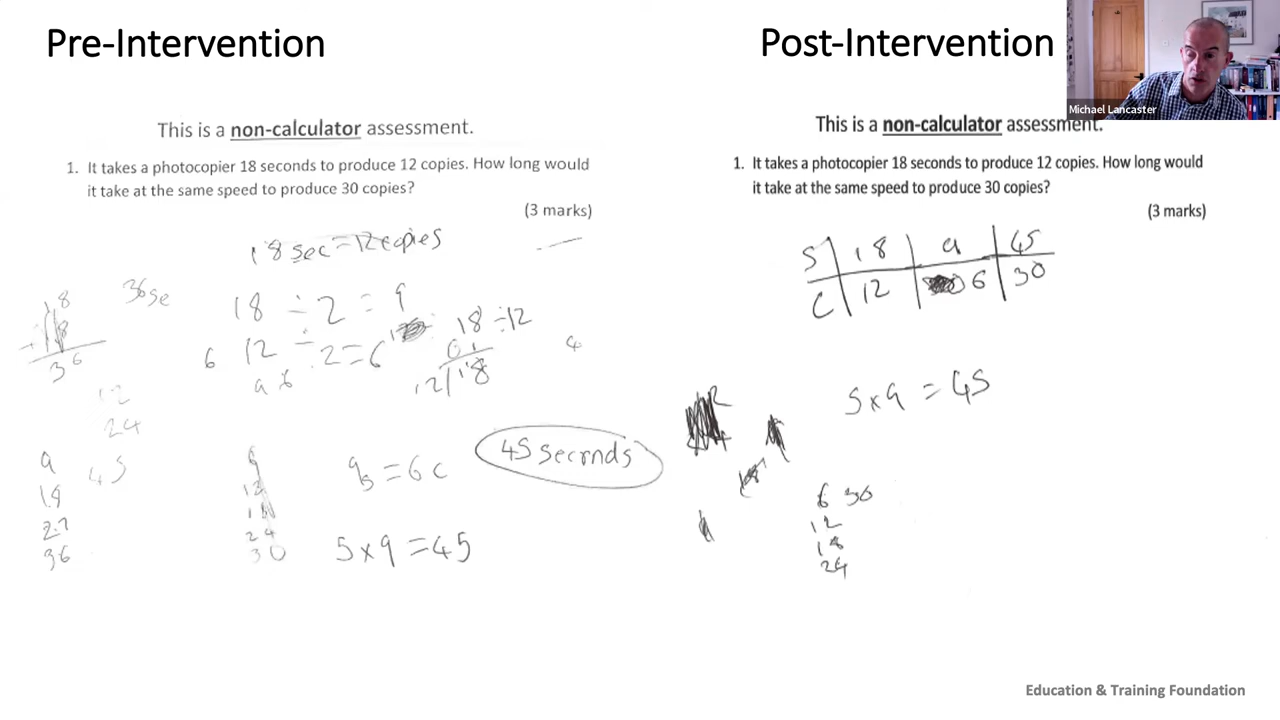 Pre-Intervention
This is a non-calculator assessment.
1. It takes a photocopier 18 seconds to produce 12 copies. How long would
it take at the same speed to produce 30 copies?
(3 marks)
18 sec = 12 copies
18
36
36 se
18 ÷ 2 = 9
6 12 ÷ 2 = 6
18 ÷ 12
12
24
9
18
27
36
45
6
12
18
24
30
9s = 6c
45 seconds
5 x 9 = 45
Post-Intervention
Michael Lancaster
This is a non-calculator assessment.
1. It takes a photocopier 18 seconds to produce 12 copies. How long would
it take at the same speed to produce 30 copies?
(3 marks)
S 18 9 45
C 12 6 30
5 x 9 = 45
6 30
12
18
24
Education & Training Foundation